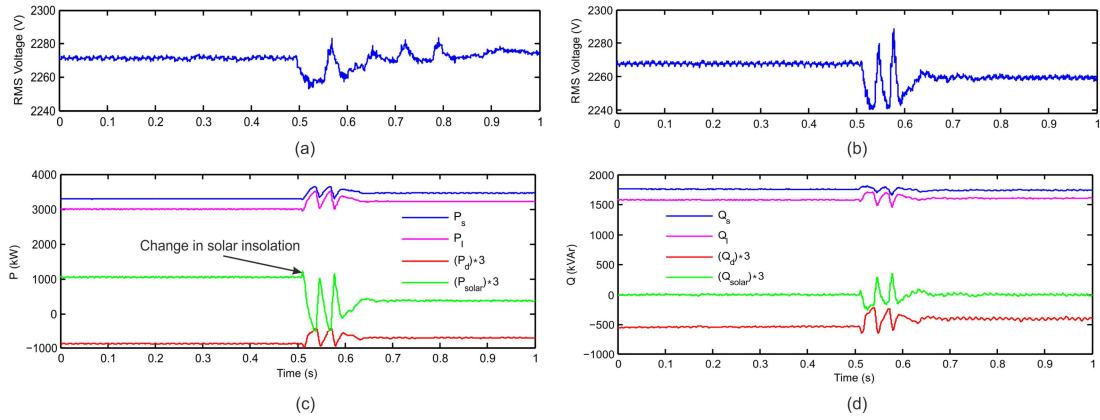 2300
2280
2260
2240
RMS Voltage (V)
0 0.1 0.2 0.3 0.4 0.5 0.6 0.7 0.8 0.9 1
(a)
2300
2280
2260
2240
RMS Voltage (V)
0 0.1 0.2 0.3 0.4 0.5 0.6 0.7 0.8 0.9 1
(b)
4000
3000
2000
1000
0
−1000
P (kW)
Change in solar insolation
P_s
P_l
(P_d)*3
(P_solar)*3
0 0.1 0.2 0.3 0.4 0.5 0.6 0.7 0.8 0.9 1
Time (s)
(c)
2000
1500
1000
500
0
−500
−1000
Q (kVAr)
Q_s
Q_l
(Q_d)*3
(Q_solar)*3
0 0.1 0.2 0.3 0.4 0.5 0.6 0.7 0.8 0.9 1
Time (s)
(d)